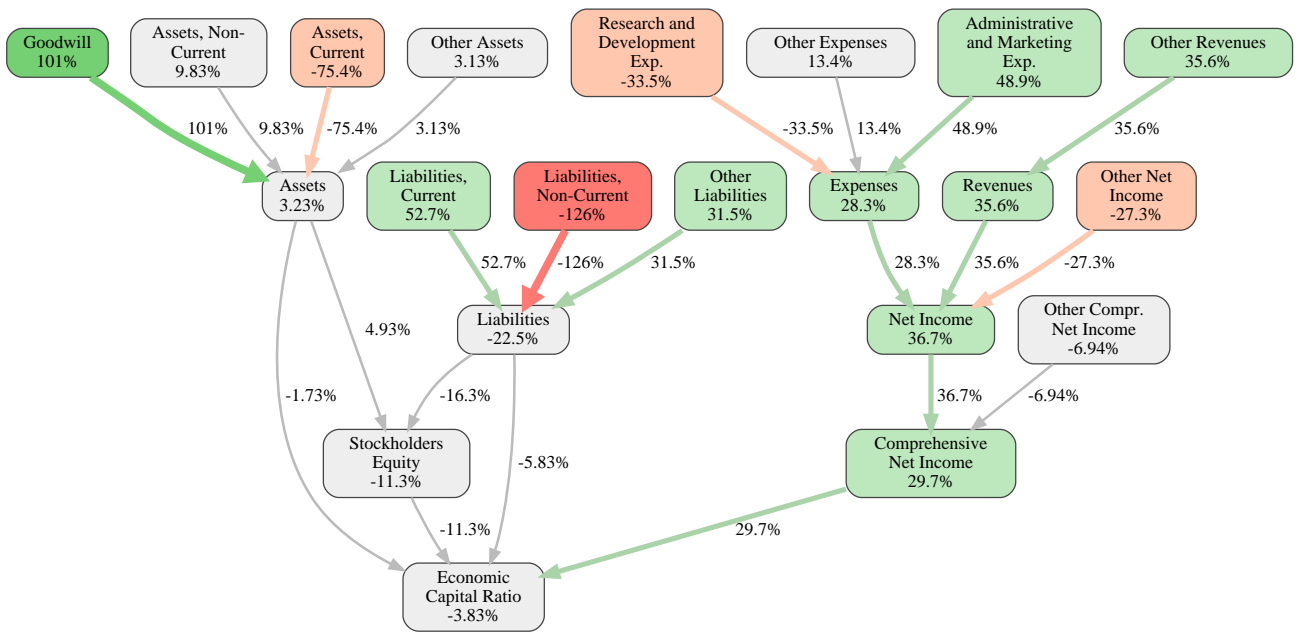 Goodwill
101%
Assets, Non-
Current
9.83%
Assets,
Current
-75.4%
Other Assets
3.13%
Research and
Development
Exp.
-33.5%
Other Expenses
13.4%
Administrative
and Marketing
Exp.
48.9%
Other Revenues
35.6%
101%
9.83%
-75.4%
3.13%
-33.5%
13.4%
48.9%
35.6%
Assets
3.23%
Liabilities,
Current
52.7%
Liabilities,
Non-Current
-126%
Other
Liabilities
31.5%
Expenses
28.3%
Revenues
35.6%
Other Net
Income
-27.3%
52.7%
-126%
31.5%
28.3%
35.6%
-27.3%
4.93%
Liabilities
-22.5%
Net Income
36.7%
Other Compr.
Net Income
-6.94%
-1.73%
-16.3%
36.7%
-6.94%
Stockholders
Equity
-11.3%
-5.83%
Comprehensive
Net Income
29.7%
-11.3%
29.7%
Economic
Capital Ratio
-3.83%